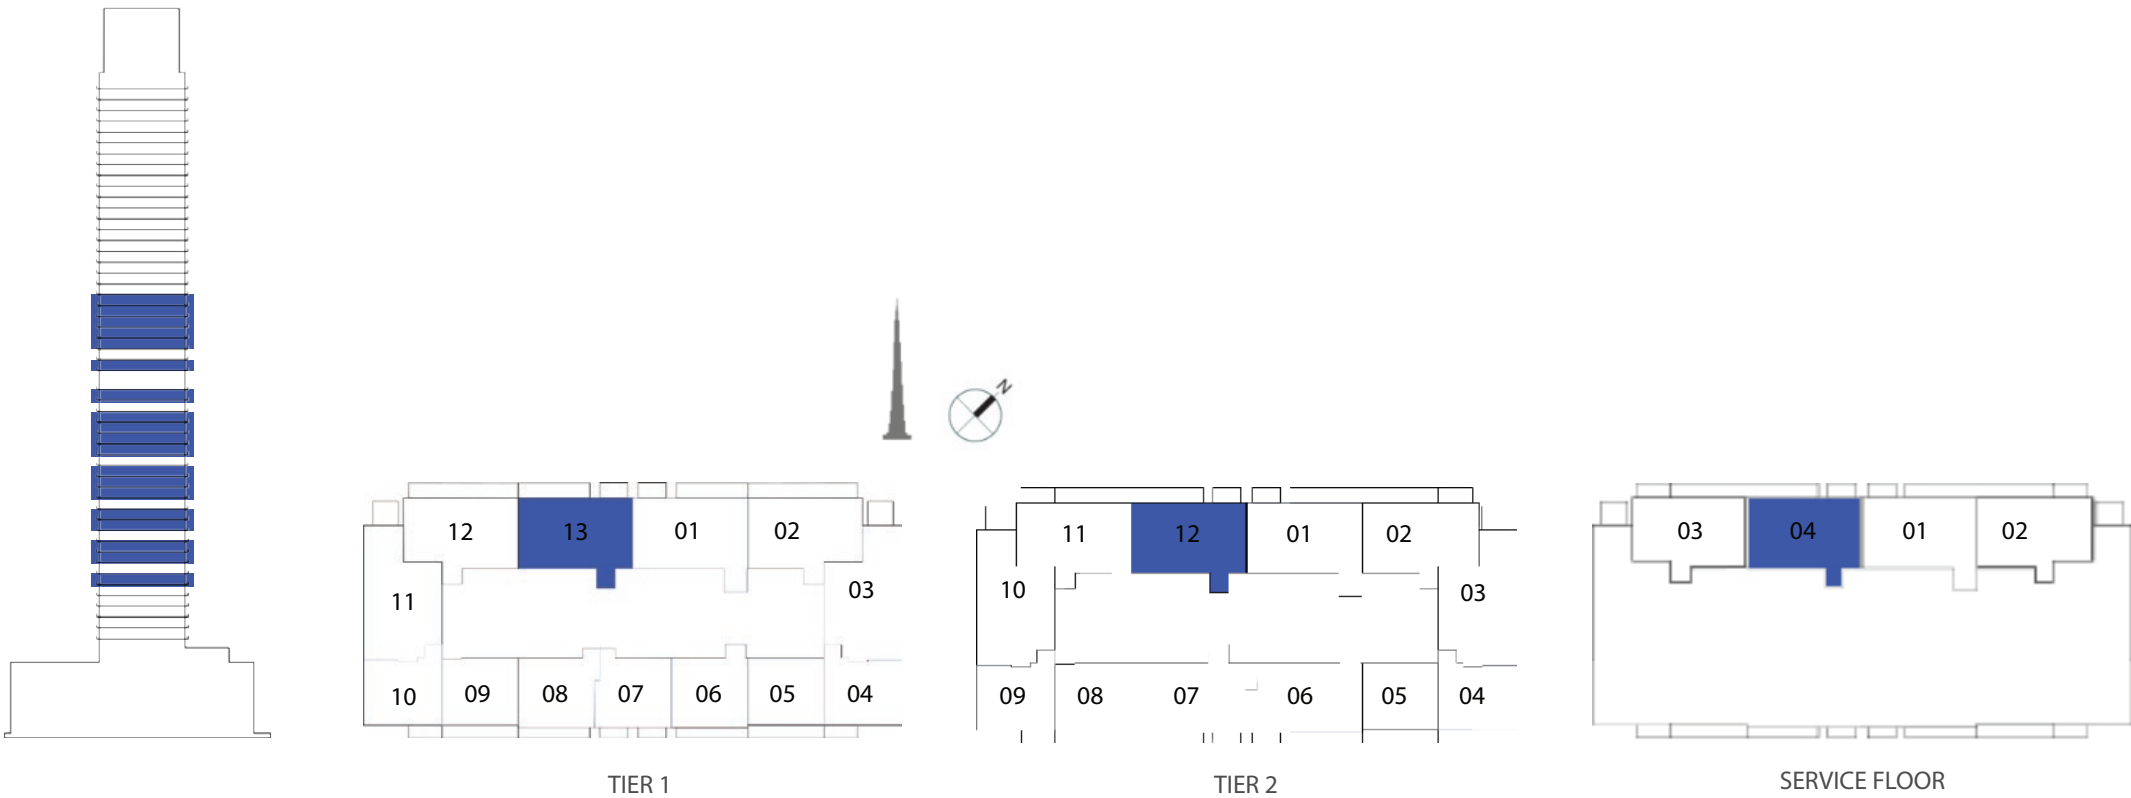 N
12 13 01 02
11 03
10 09 08 07 06 05 04
TIER 1
11 12 01 02
10 03
09 08 07 06 05 04
TIER 2
03 04 01 02
SERVICE FLOOR